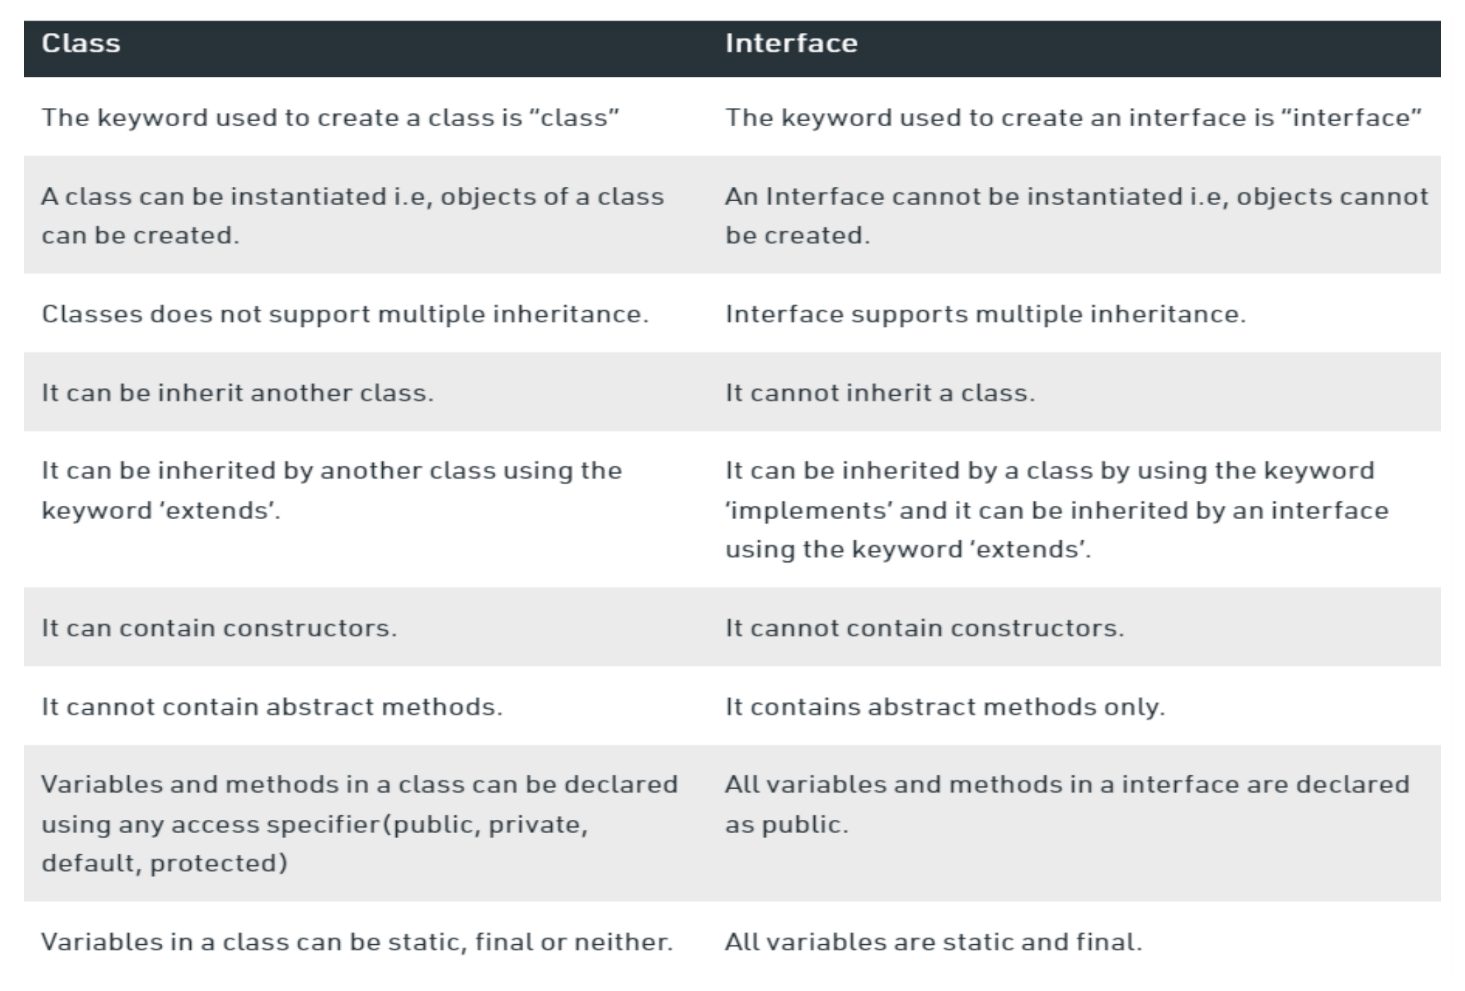 Class
Interface
The keyword used to create a class is “class”
The keyword used to create an interface is “interface”
A class can be instantiated i.e, objects of a class
can be created.
An Interface cannot be instantiated i.e, objects cannot
be created.
Classes does not support multiple inheritance.
Interface supports multiple inheritance.
It can be inherit another class.
It cannot inherit a class.
It can be inherited by another class using the
keyword ‘extends’.
It can be inherited by a class by using the keyword
‘implements’ and it can be inherited by an interface
using the keyword ‘extends’.
It can contain constructors.
It cannot contain constructors.
It cannot contain abstract methods.
It contains abstract methods only.
Variables and methods in a class can be declared
using any access specifier(public, private,
default, protected)
All variables and methods in a interface are declared
as public.
Variables in a class can be static, final or neither.
All variables are static and final.